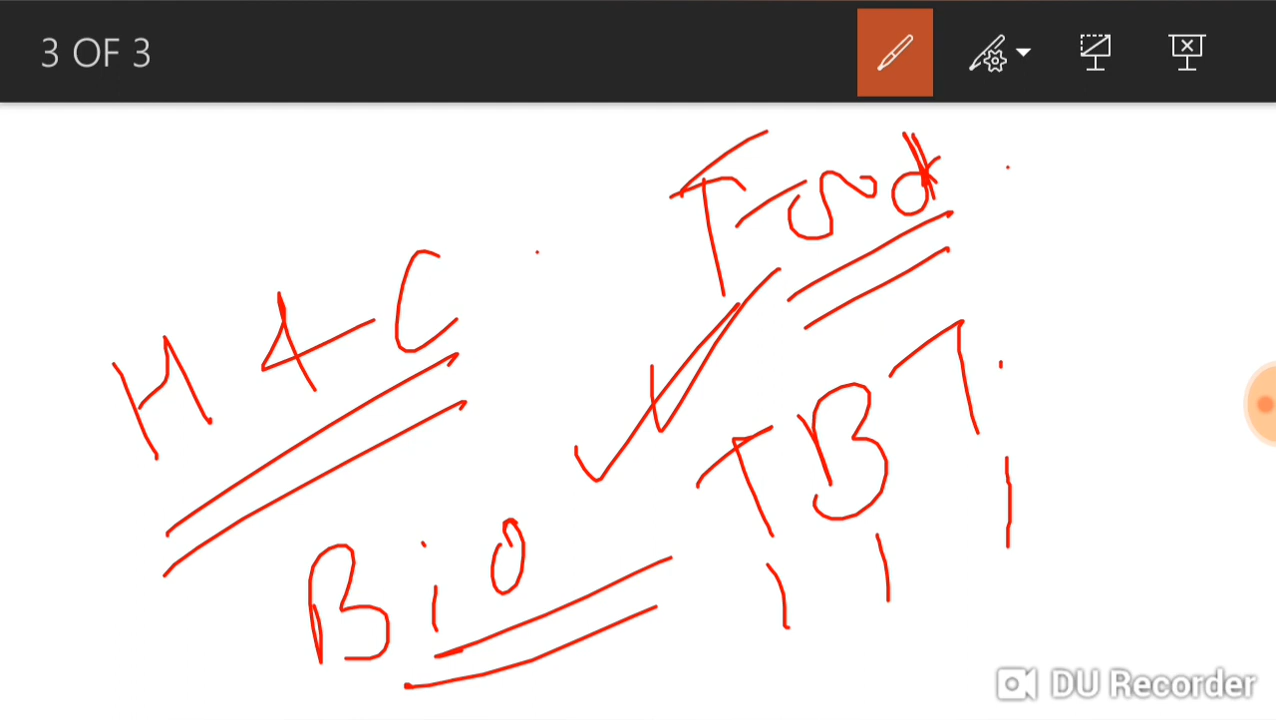 3 OF 3
Food
H & C
TBT
Bio
DU Recorder